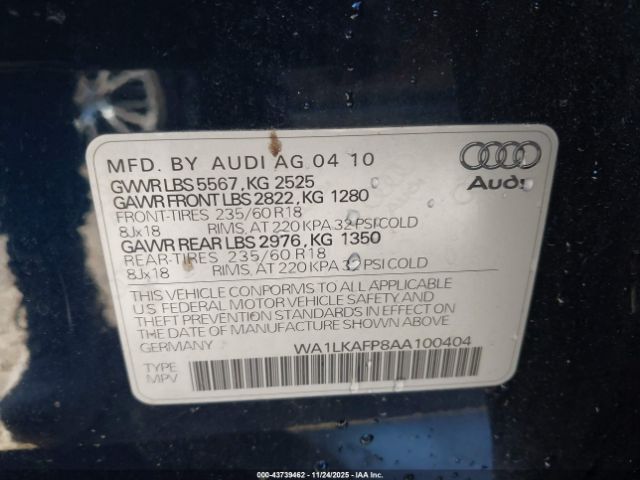 MFD. BY AUDI AG 04 10
GVWR LBS 5567, KG 2525
GAWR FRONT LBS 2822, KG 1280
FRONT-TIRES 235/60 R18
8Jx18 RIMS, AT 220 KPA 32 PSI COLD
GAWR REAR LBS 2976, KG 1350
REAR-TIRES 235/60 R18
8Jx18 RIMS, AT 220 KPA 32 PSI COLD
Audi
THIS VEHICLE CONFORMS TO ALL APPLICABLE
U.S. FEDERAL MOTOR VEHICLE SAFETY, AND
THEFT PREVENTION STANDARDS IN EFFECT ON
THE DATE OF MANUFACTURE SHOWN ABOVE.
GERMANY WA1LKAFP8AA100404
TYPE:
MPV
000-43739462 - 11/24/2025 - IAA Inc.